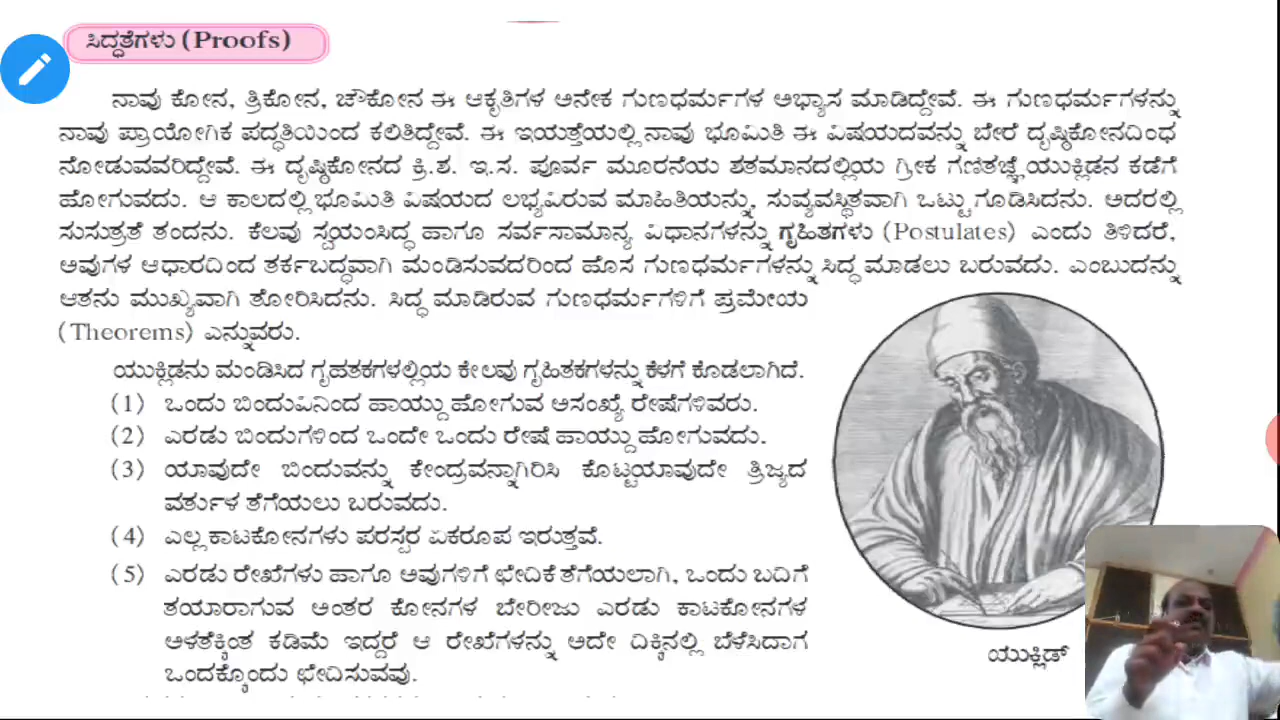 ಸಿದ್ಧತೆಗಳು (Proofs)
ನಾವು ಕೋನ, ತ್ರಿಕೋನ, ಚೌಕೋನ ಈ ಆಕೃತಿಗಳ ಅನೇಕ ಗುಣಧರ್ಮಗಳ ಅಭ್ಯಾಸ ಮಾಡಿದ್ದೇವೆ. ಈ ಗುಣಧರ್ಮಗಳನ್ನು
ನಾವು ಪ್ರಾಯೋಗಿಕ ಪದ್ಧತಿಯಿಂದ ಕಲಿತಿದ್ದೇವೆ. ಈ ಇಯತ್ತೆಯಲ್ಲಿ ನಾವು ಭೂಮಿತಿ ಈ ವಿಷಯದವನ್ನು ಬೇರೆ ದೃಷ್ಠಿಕೋನದಿಂಧ
ನೋಡುವವರಿದ್ದೇವೆ. ಈ ದೃಷ್ಠಿಕೋನದ ಕ್ರಿ.ಶ. ಇ.ಸ. ಪೂರ್ವ ಮೂರನೆಯ ಶತಮಾನದಲ್ಲಿಯ ಗ್ರೀಕ ಗಣಿತಜ್ಞೆ ಯುಕ್ಲಿಡನ ಕಡೆಗೆ
ಹೋಗುವದು. ಆ ಕಾಲದಲ್ಲಿ ಭೂಮಿತಿ ವಿಷಯದ ಲಭ್ಯವಿರುವ ಮಾಹಿತಿಯನ್ನು, ಸುವ್ಯವಸ್ಥಿತವಾಗಿ ಒಟ್ಟು ಗೂಡಿಸಿದನು. ಅದರಲ್ಲಿ
ಸುಸುತ್ರತೆ ತಂದನು. ಕೆಲವು ಸ್ವಯಂಸಿದ್ಧ ಹಾಗೂ ಸರ್ವಸಾಮಾನ್ಯ ವಿಧಾನಗಳನ್ನು ಗೃಹಿತಗಳು (Postulates) ಎಂದು ತಿಳಿದರೆ,
ಅವುಗಳ ಆಧಾರದಿಂದ ತರ್ಕಬದ್ಧವಾಗಿ ಮಂಡಿಸುವದರಿಂದ ಹೊಸ ಗುಣಧರ್ಮಗಳನ್ನು ಸಿದ್ಧ ಮಾಡಲು ಬರುವದು. ಎಂಬುದನ್ನು
ಆತನು ಮುಖ್ಯವಾಗಿ ತೋರಿಸಿದನು. ಸಿದ್ಧ ಮಾಡಿರುವ ಗುಣಧರ್ಮಗಳಿಗೆ ಪ್ರಮೇಯ
(Theorems) ಎನ್ನುವರು.
ಯುಕ್ಲಿಡನು ಮಂಡಿಸಿದ ಗೃಹತಕಗಳಲ್ಲಿಯ ಕೇಲವು ಗೃಹಿತಕಗಳನ್ನು ಕೆಳಗೆ ಕೊಡಲಾಗಿದೆ.
(1) ಒಂದು ಬಿಂದುವಿನಿಂದ ಹಾಯ್ದು ಹೋಗುವ ಅಸಂಖ್ಯೆ ರೇಷೆಗಳಿವರು.
(2) ಎರಡು ಬಿಂದುಗಳಿಂದ ಒಂದೇ ಒಂದು ರೇಷೆ ಹಾಯ್ದು ಹೋಗುವದು.
(3) ಯಾವುದೇ ಬಿಂದುವನ್ನು ಕೇಂದ್ರವನ್ನಾಗಿರಿಸಿ ಕೊಟ್ಟಯಾವುದೇ ತ್ರಿಜ್ಯದ
ವರ್ತುಳ ತೆಗೆಯಲು ಬರುವದು.
(4) ಎಲ್ಲ ಕಾಟಕೋನಗಳು ಪರಸ್ಪರ ಏಕರೂಪ ಇರುತ್ತವೆ.
(5) ಎರಡು ರೇಖೆಗಳು ಹಾಗೂ ಅವುಗಳಿಗೆ ಛೇದಿಕೆ ತೆಗೆಯಲಾಗಿ, ಒಂದು ಬದಿಗೆ
ತಯಾರಾಗುವ ಅಂತರ ಕೋನಗಳ ಬೇರೀಜು ಎರಡು ಕಾಟಕೋನಗಳ
ಅಳತೆಕ್ಕಿಂತ ಕಡಿಮೆ ಇದ್ದರೆ ಆ ರೇಖೆಗಳನ್ನು ಅದೇ ದಿಕ್ಕಿನಲ್ಲಿ ಬೆಳೆಸಿದಾಗ
ಒಂದಕ್ಕೊಂದು ಛೇದಿಸುವವು.
ಯುಕ್ಲಿಡ್